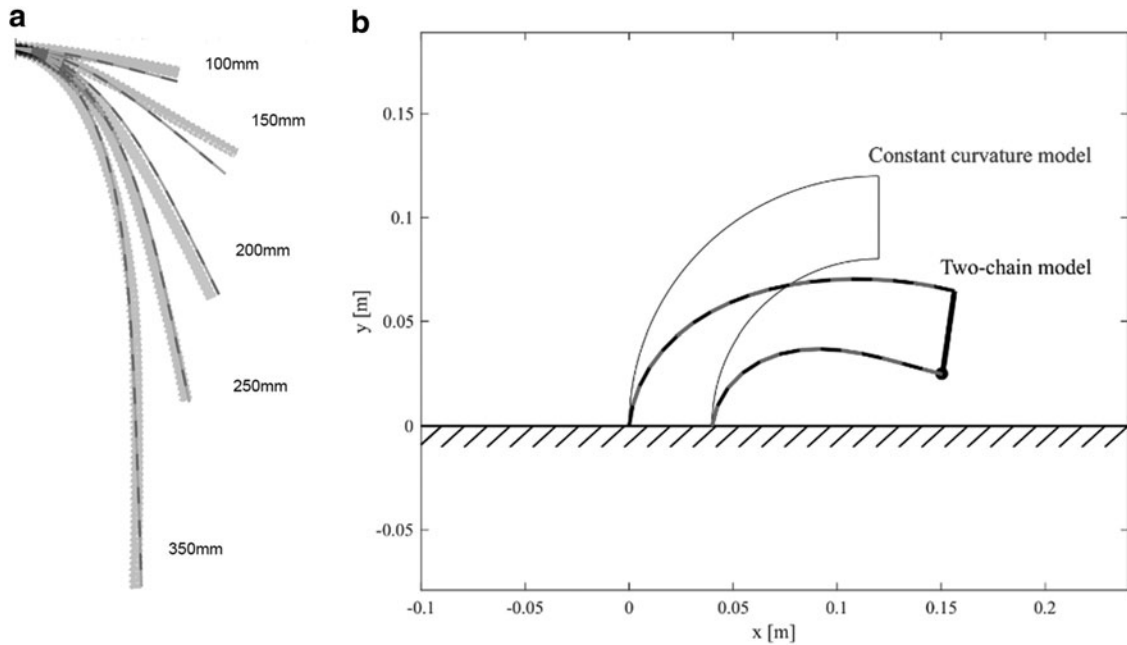 a
100mm
150mm
200mm
250mm
350mm
b
0.15
0.1
0.05
0
-0.05
y [m]
Constant curvature model
Two-chain model
-0.1
-0.05
0
0.05
0.1
0.15
0.2
x [m]